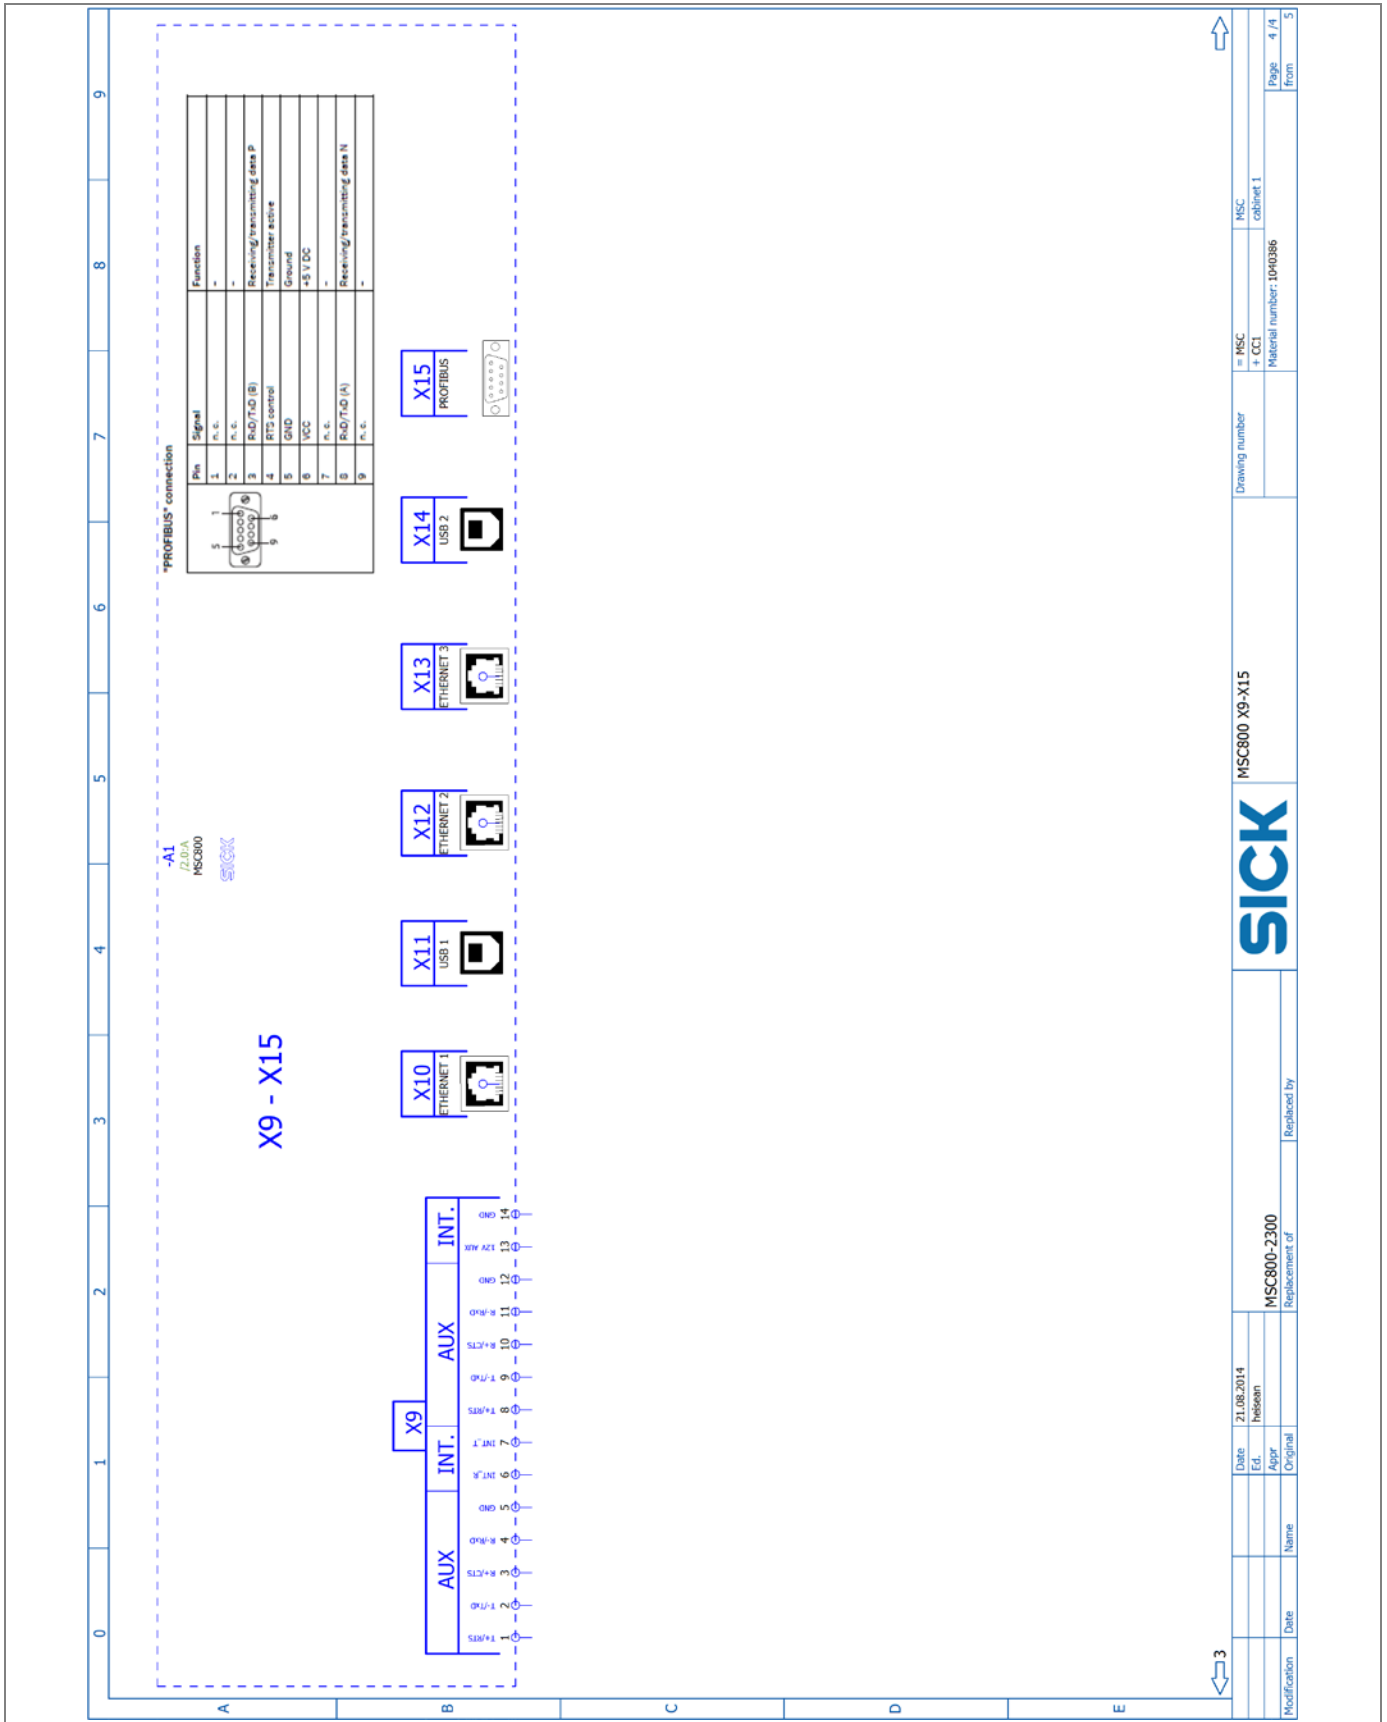 0 1 2 3 4 5 6 7 8 9
A
B
C
D
E
-A1
/2.0:A
MSC800
SICK
X9 - X15
"PROFIBUS" connection
5 1
9 6
Pin Signal Function
1 n. c. –
2 n. c. –
3 RxD/TxD (B) Receiving/transmitting data P
4 RTS control Transmitter active
5 GND Ground
6 VCC +5 V DC
7 n. c. –
8 RxD/TxD (A) Receiving/transmitting data N
9 n. c. –
X9
AUX INT. AUX INT.
T+/RTS T-/TxD R+/CTS R-/RxD GND INT_R INT_T T+/RTS T-/TxD R+/CTS R-/RxD GND 12V AUX GND
1 2 3 4 5 6 7 8 9 10 11 12 13 14
X10
ETHERNET 1
X11
USB 1
X12
ETHERNET 2
X13
ETHERNET 3
X14
USB 2
X15
PROFIBUS
3
Modification Date Name
Date 21.08.2014
Ed. heisean
Appr
Original
MSC800-2300
Replacement of Replaced by
SICK
MSC800 X9-X15
Drawing number
= MSC MSC
+ CC1 cabinet 1
Material number: 1040386
Page 4 /4
from 5